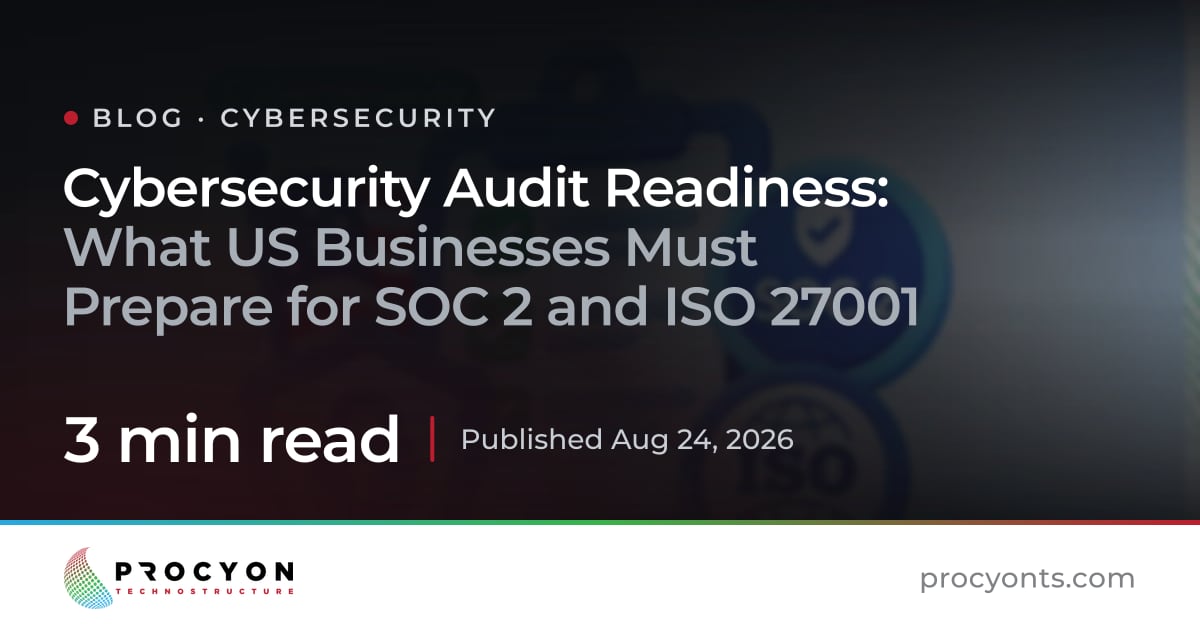 BLOG · CYBERSECURITY
Cybersecurity Audit Readiness:
What US Businesses Must
Prepare for SOC 2 and ISO 27001
3 min read
Published Aug 24, 2026
ISO
PROCYON
TECHNOSTRUCTURE
procyonts.com